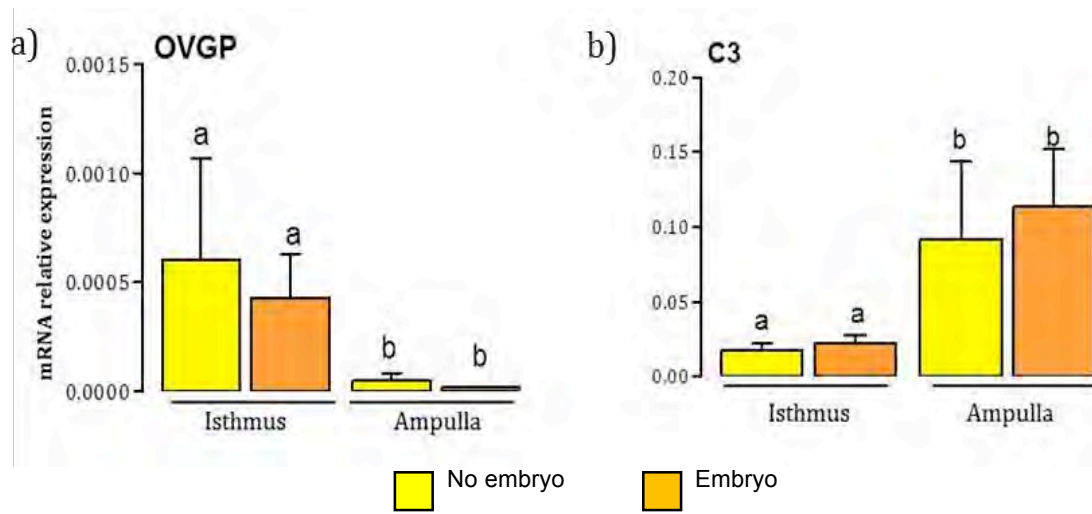 a)
OVGP
mRNA relative expression
0.0015
0.0010
0.0005
0.0000
a
a
b
b
Isthmus
Ampulla
b)
C3
0.20
0.15
0.10
0.05
0.00
a
a
b
b
Isthmus
Ampulla
No embryo
Embryo